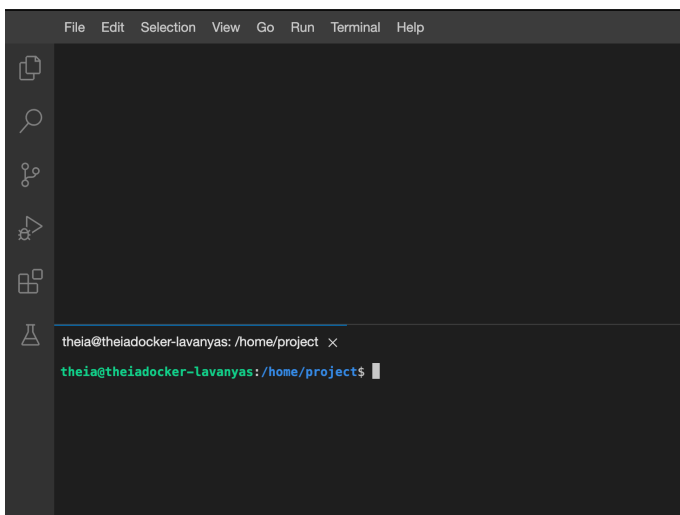 File Edit Selection View Go Run Terminal Help
theia@theiadocker-lavanyas: /home/project ×
theia@theiadocker-lavanyas:/home/project$